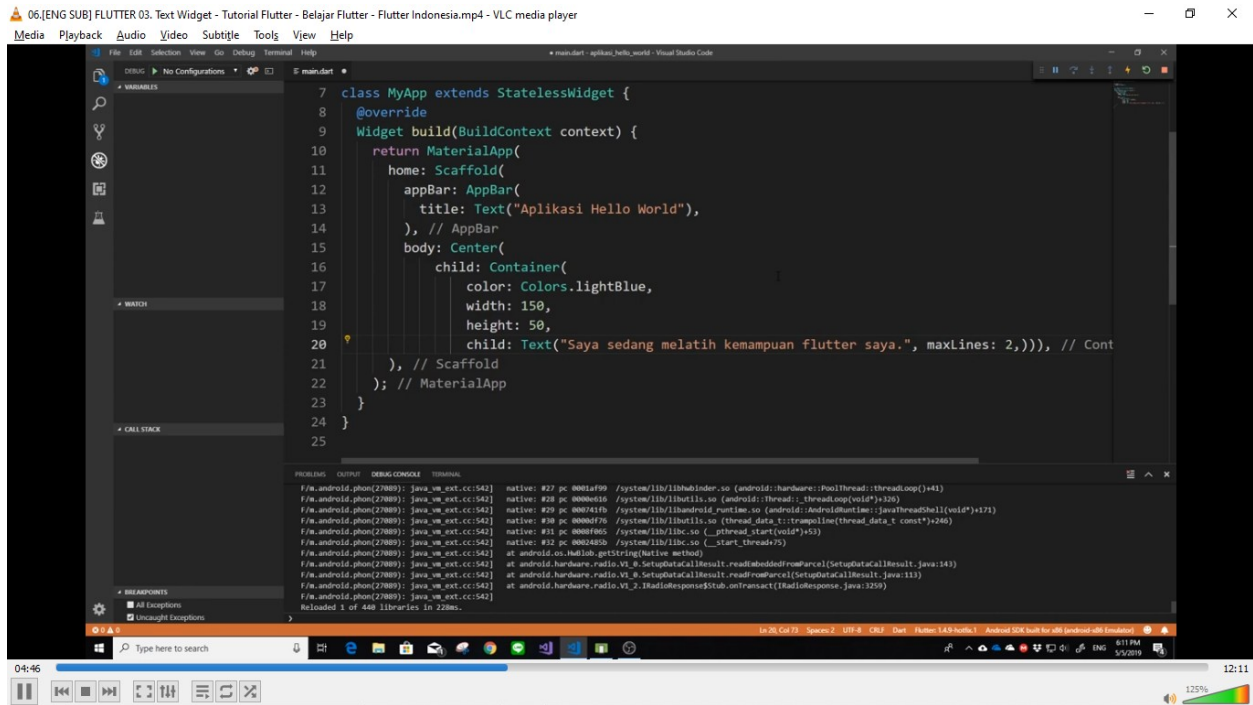 06.[ENG SUB] FLUTTER 03. Text Widget - Tutorial Flutter - Belajar Flutter - Flutter Indonesia.mp4 - VLC media player
Media Playback Audio Video Subtitle Tools View Help
File Edit Selection View Go Debug Terminal Help
● main.dart - aplikasi_hello_world - Visual Studio Code
DEBUG No Configurations
main.dart ●
VARIABLES
WATCH
CALL STACK
BREAKPOINTS
All Exceptions
Uncaught Exceptions
7 class MyApp extends StatelessWidget {
8 @override
9 Widget build(BuildContext context) {
10 return MaterialApp(
11 home: Scaffold(
12 appBar: AppBar(
13 title: Text("Aplikasi Hello World"),
14 ), // AppBar
15 body: Center(
16 child: Container(
17 color: Colors.lightBlue,
18 width: 150,
19 height: 50,
20 child: Text("Saya sedang melatih kemampuan flutter saya.", maxLines: 2,))), // Cont
21 ), // Scaffold
22 ); // MaterialApp
23 }
24 }
25
PROBLEMS OUTPUT DEBUG CONSOLE TERMINAL
F/m.android.phon(27089): java_vm_ext.cc:542] native: #27 pc 0001af99 /system/lib/libhwbinder.so (android::hardware::PoolThread::threadLoop()+41)
F/m.android.phon(27089): java_vm_ext.cc:542] native: #28 pc 0000e616 /system/lib/libutils.so (android::Thread::_threadLoop(void*)+326)
F/m.android.phon(27089): java_vm_ext.cc:542] native: #29 pc 000741fb /system/lib/libandroid_runtime.so (android::AndroidRuntime::javaThreadShell(void*)+171)
F/m.android.phon(27089): java_vm_ext.cc:542] native: #30 pc 0000df76 /system/lib/libutils.so (thread_data_t::trampoline(thread_data_t const*)+246)
F/m.android.phon(27089): java_vm_ext.cc:542] native: #31 pc 0008f065 /system/lib/libc.so (__pthread_start(void*)+53)
F/m.android.phon(27089): java_vm_ext.cc:542] native: #32 pc 0002485b /system/lib/libc.so (__start_thread+75)
F/m.android.phon(27089): java_vm_ext.cc:542] at android.os.HwBlob.getString(Native method)
F/m.android.phon(27089): java_vm_ext.cc:542] at android.hardware.radio.V1_0.SetupDataCallResult.readEmbeddedFromParcel(SetupDataCallResult.java:143)
F/m.android.phon(27089): java_vm_ext.cc:542] at android.hardware.radio.V1_0.SetupDataCallResult.readFromParcel(SetupDataCallResult.java:113)
F/m.android.phon(27089): java_vm_ext.cc:542] at android.hardware.radio.V1_2.IRadioResponse$Stub.onTransact(IRadioResponse.java:3259)
F/m.android.phon(27089): java_vm_ext.cc:542]
Reloaded 1 of 440 libraries in 228ms.
0 0 Ln 20, Col 73 Spaces: 2 UTF-8 CRLF Dart Flutter: 1.4.9-hotfix.1 Android SDK built for x86 (android-x86 Emulator)
Type here to search
ENG 6:11 PM
5/5/2019
04:46 12:11
125%